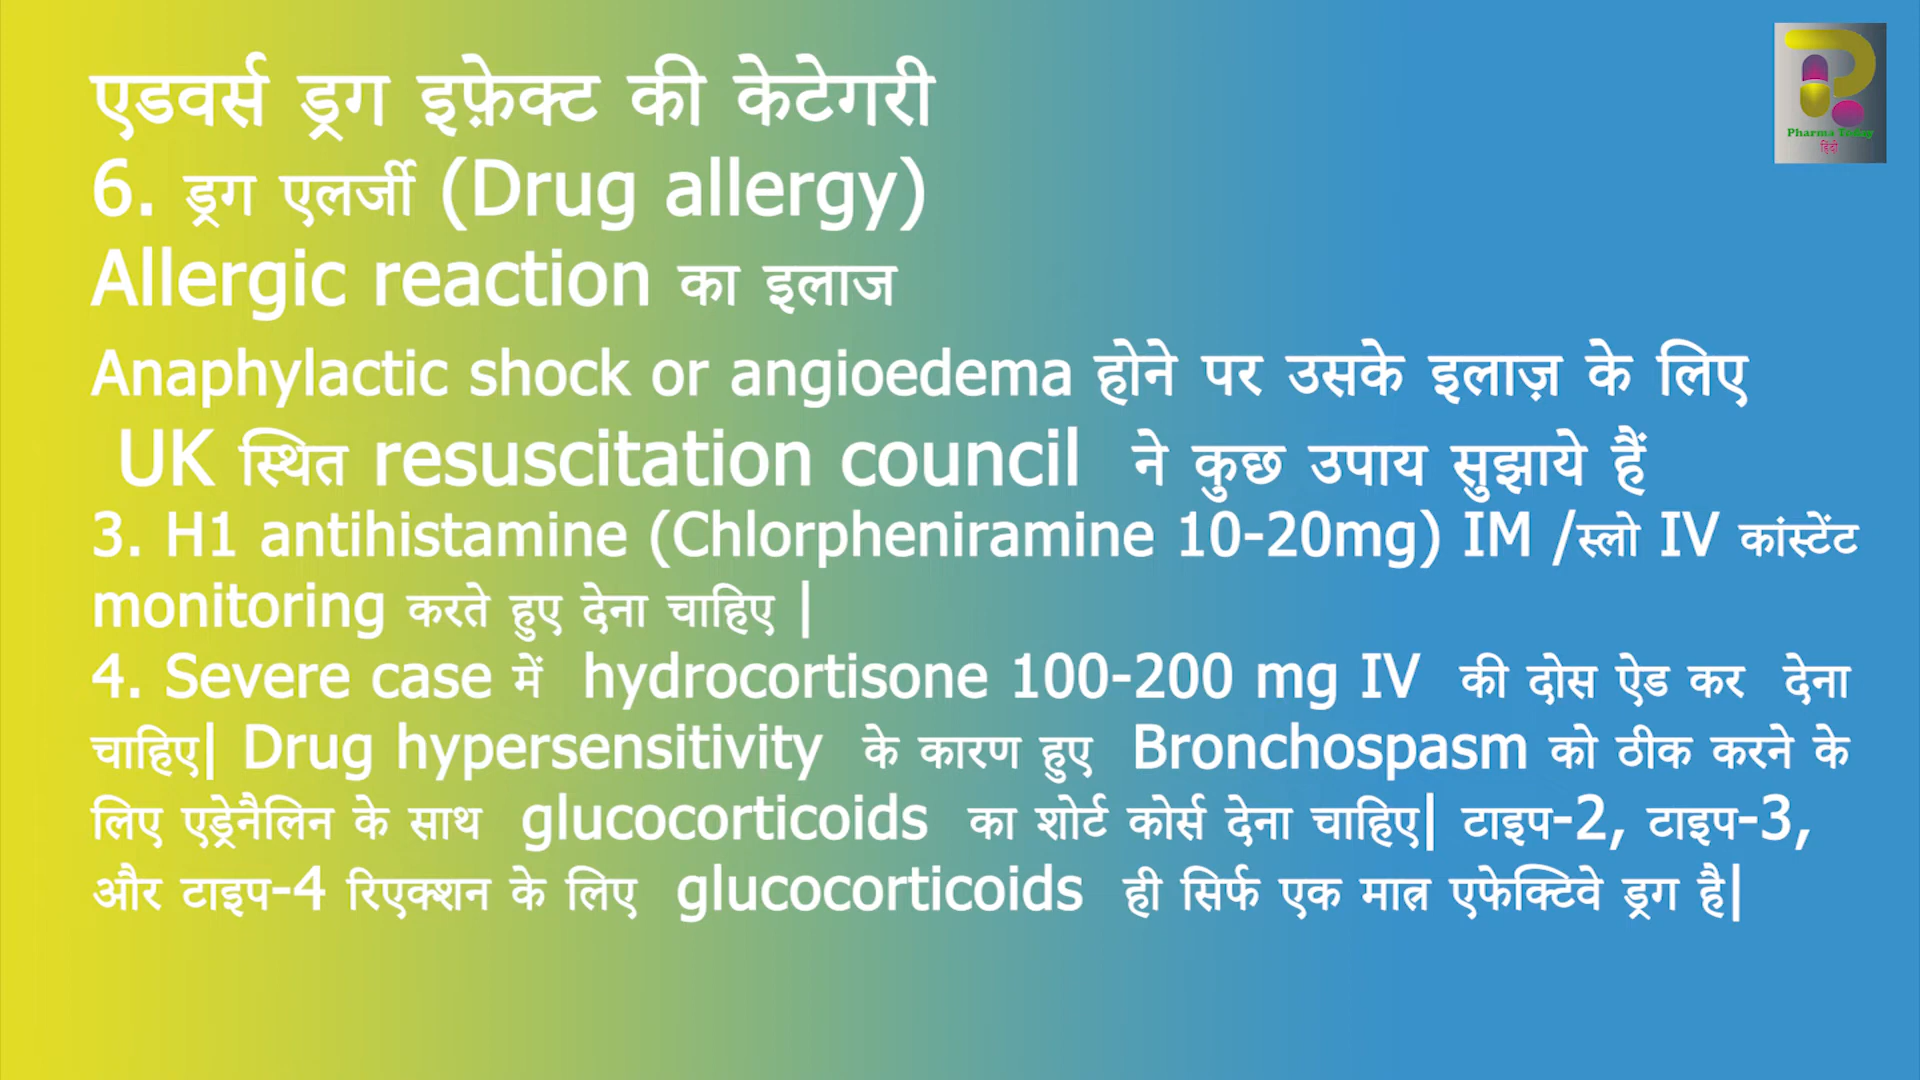 एडवर्स ड्रग इफ़ेक्ट की केटेगरी
6. ड्रग एलर्जी (Drug allergy)
Allergic reaction का इलाज
Anaphylactic shock or angioedema होने पर उसके इलाज़ के लिए
UK स्थित resuscitation council ने कुछ उपाय सुझाये हैं
3. H1 antihistamine (Chlorpheniramine 10-20mg) IM /स्लो IV कांस्टेंट
monitoring करते हुए देना चाहिए |
4. Severe case में hydrocortisone 100-200 mg IV की दोस ऐड कर देना
चाहिए| Drug hypersensitivity के कारण हुए Bronchospasm को ठीक करने के
लिए एड्रेनैलिन के साथ glucocorticoids का शोर्ट कोर्स देना चाहिए| टाइप-2, टाइप-3,
और टाइप-4 रिएक्शन के लिए glucocorticoids ही सिर्फ एक मात्र एफेक्टिवे ड्रग है|
Pharma Today
हिंदी